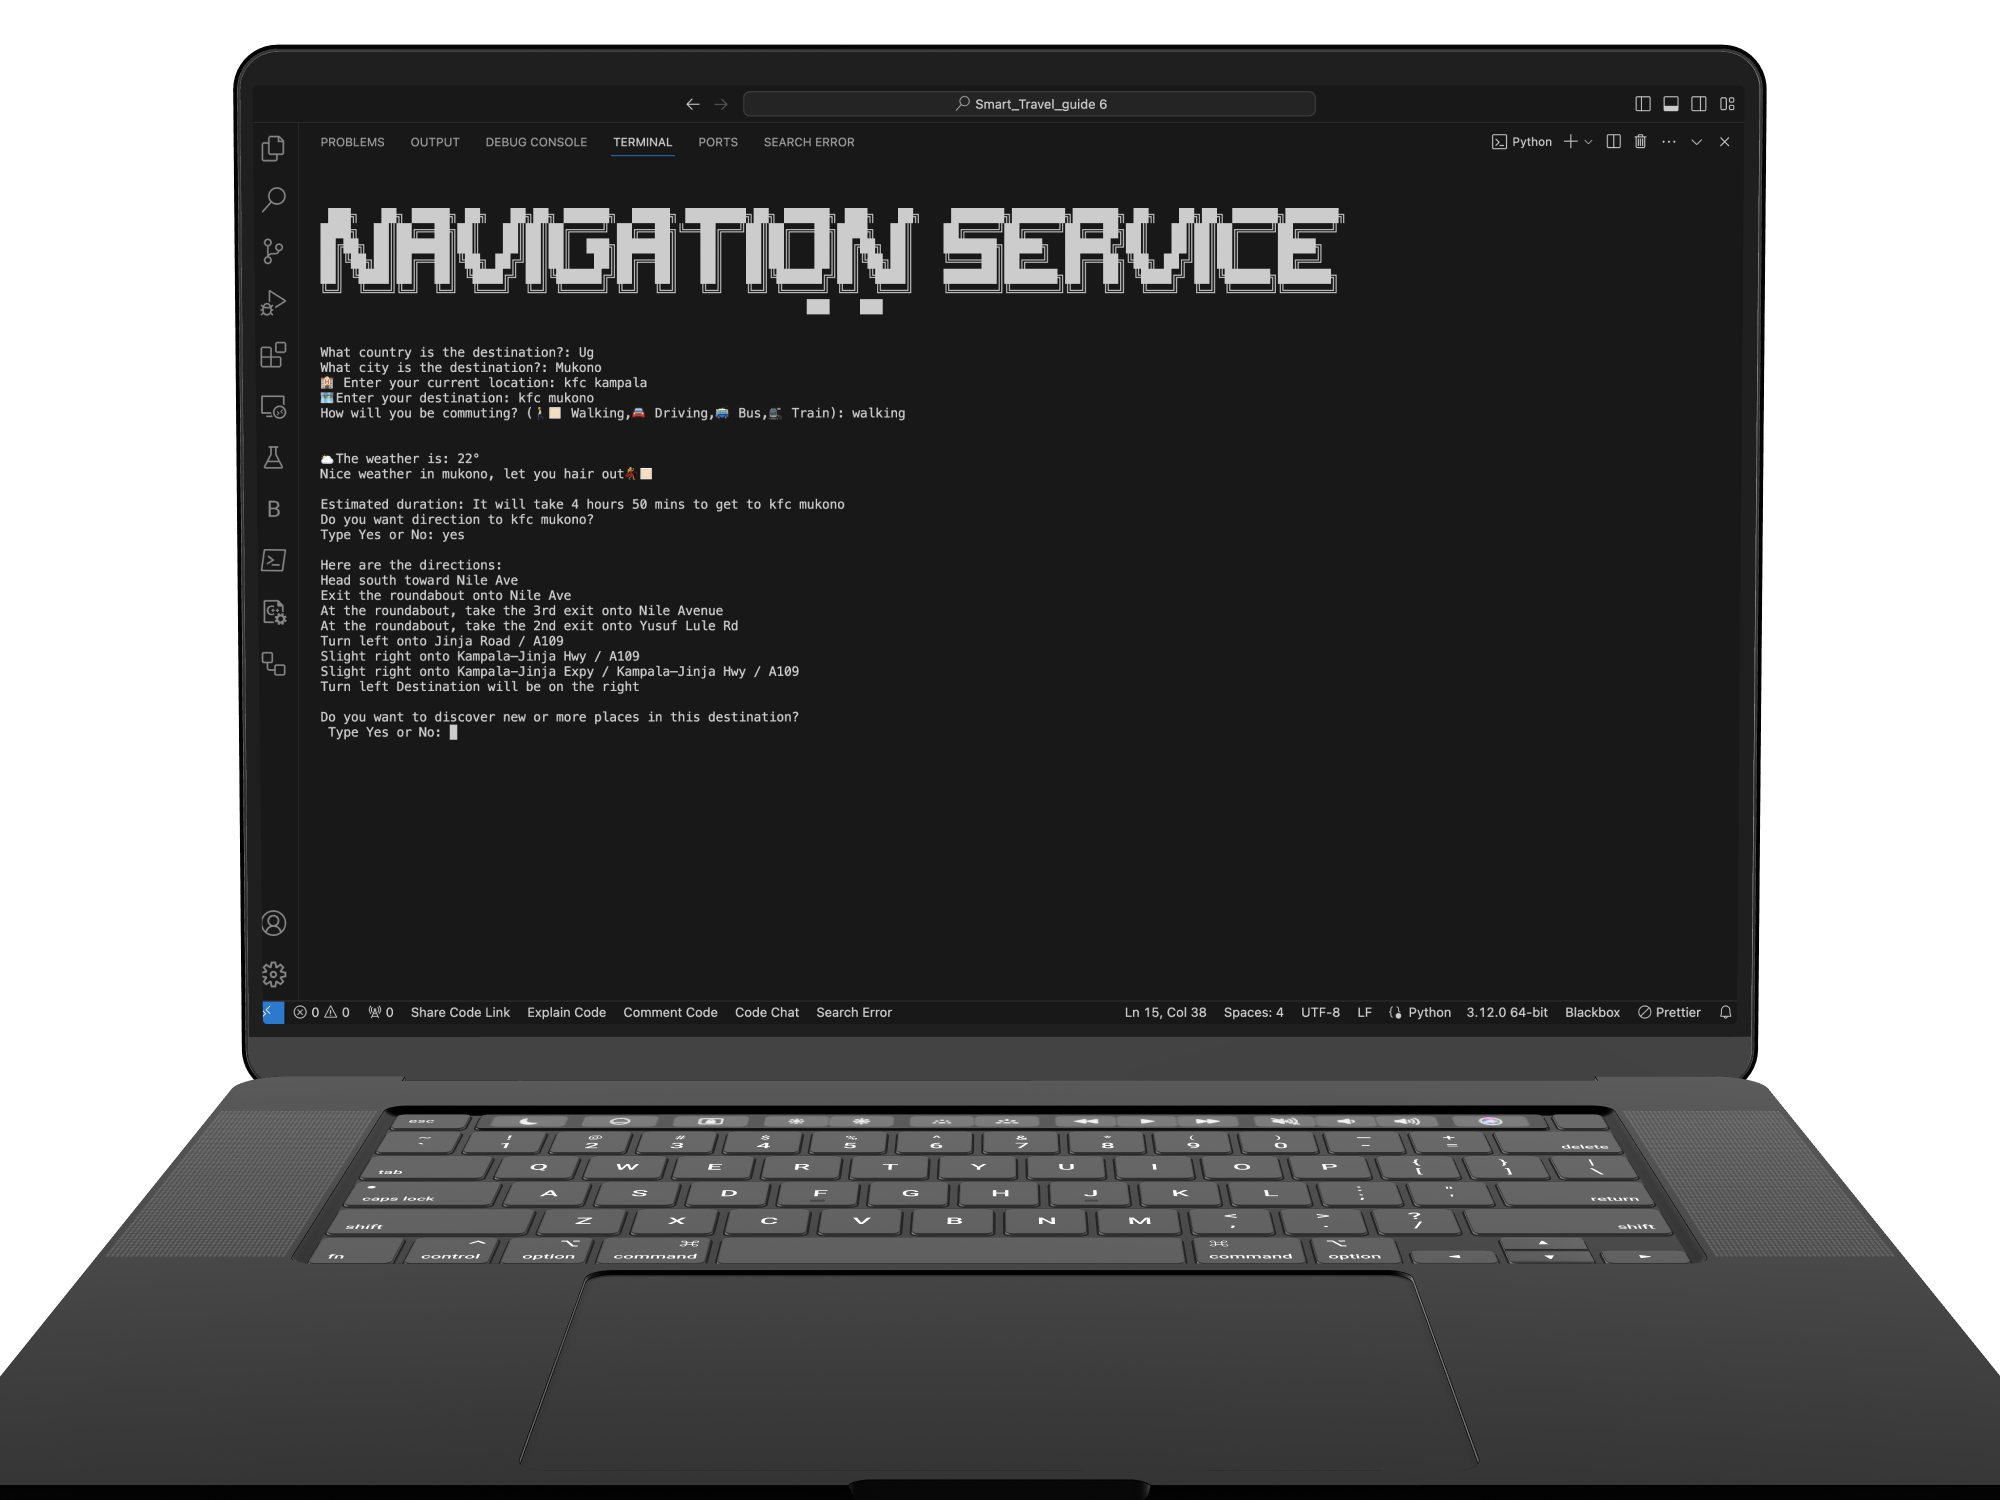 Smart_Travel_guide 6
PROBLEMS OUTPUT DEBUG CONSOLE TERMINAL PORTS SEARCH ERROR Python
NAVIGATION SERVICE
What country is the destination?: Ug
What city is the destination?: Mukono
🏩 Enter your current location: kfc kampala
🗺️Enter your destination: kfc mukono
How will you be commuting? (🚶🏻 Walking,🚘 Driving,🚍 Bus,🚆 Train): walking
🌥️The weather is: 22°
Nice weather in mukono, let you hair out💃🏻
Estimated duration: It will take 4 hours 50 mins to get to kfc mukono
Do you want direction to kfc mukono?
Type Yes or No: yes
Here are the directions:
Head south toward Nile Ave
Exit the roundabout onto Nile Ave
At the roundabout, take the 3rd exit onto Nile Avenue
At the roundabout, take the 2nd exit onto Yusuf Lule Rd
Turn left onto Jinja Road / A109
Slight right onto Kampala–Jinja Hwy / A109
Slight right onto Kampala–Jinja Expy / Kampala–Jinja Hwy / A109
Turn left Destination will be on the right
Do you want to discover new or more places in this destination?
Type Yes or No:
B
0 0 0 Share Code Link Explain Code Comment Code Code Chat Search Error Ln 15, Col 38 Spaces: 4 UTF-8 LF Python 3.12.0 64-bit Blackbox Prettier
esc
~ ` ! 1 @ 2 # 3 $ 4 % 5 ^ 6 & 7 * 8 ( 9 ) 0 — - + = delete
tab Q W E R T Y U I O P { [ } ] | \
caps lock A S D F G H J K L : ; " ' return
shift Z X C V B N M < , > . ? / shift
fn control option command command option